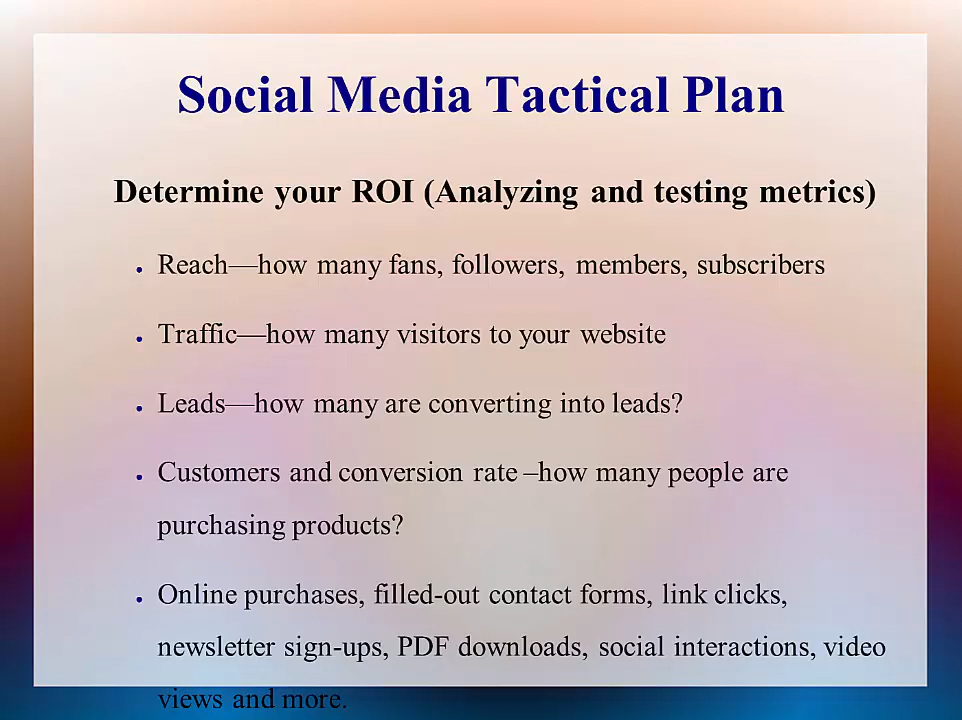 Social Media Tactical Plan
Determine your ROI (Analyzing and testing metrics)
● Reach—how many fans, followers, members, subscribers
● Traffic—how many visitors to your website
● Leads—how many are converting into leads?
● Customers and conversion rate –how many people are
purchasing products?
● Online purchases, filled-out contact forms, link clicks,
newsletter sign-ups, PDF downloads, social interactions, video
views and more.